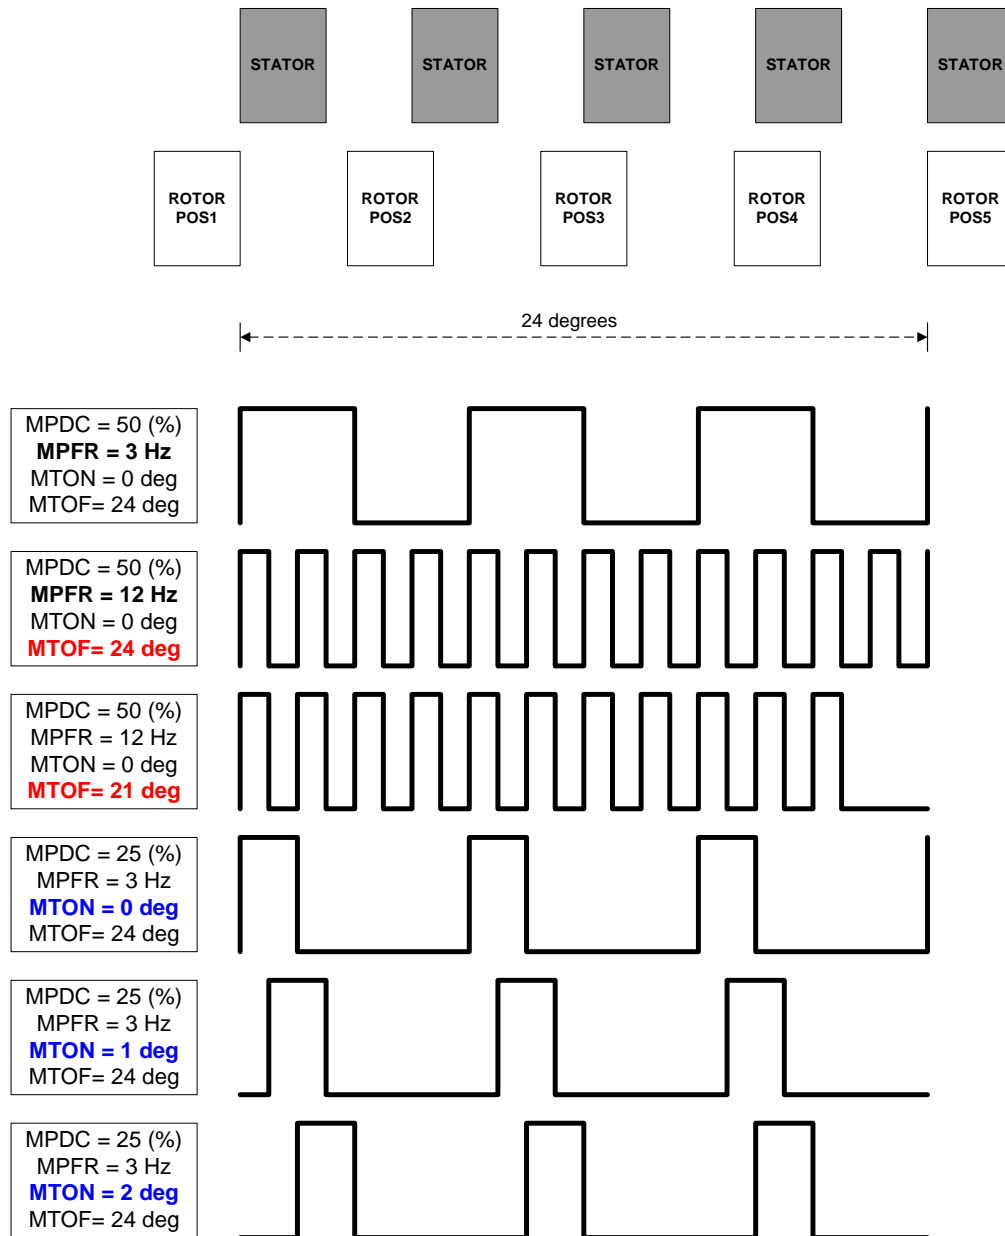 STATOR STATOR STATOR STATOR STATOR
ROTOR POS1
ROTOR POS2
ROTOR POS3
ROTOR POS4
ROTOR POS5
24 degrees
MPDC = 50 (%)
MPFR = 3 Hz
MTON = 0 deg
MTOF= 24 deg
MPDC = 50 (%)
MPFR = 12 Hz
MTON = 0 deg
MTOF= 24 deg
MPDC = 50 (%)
MPFR = 12 Hz
MTON = 0 deg
MTOF= 21 deg
MPDC = 25 (%)
MPFR = 3 Hz
MTON = 0 deg
MTOF= 24 deg
MPDC = 25 (%)
MPFR = 3 Hz
MTON = 1 deg
MTOF= 24 deg
MPDC = 25 (%)
MPFR = 3 Hz
MTON = 2 deg
MTOF= 24 deg